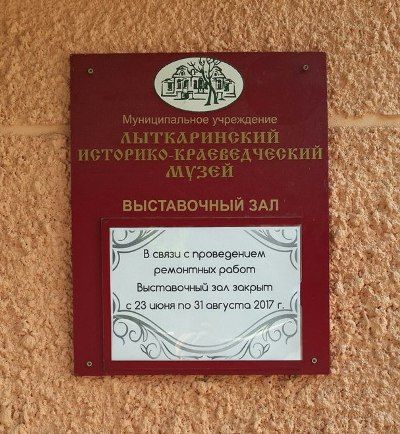 Муниципальное учреждение
ЛЫТКАРИНСКИЙ
ИСТОРИКО-КРАЕВЕДЧЕСКИЙ
МУЗЕЙ
ВЫСТАВОЧНЫЙ ЗАЛ
В связи с проведением
ремонтных работ
Выставочный зал закрыт
с 23 июня по 31 августа 2017 г.